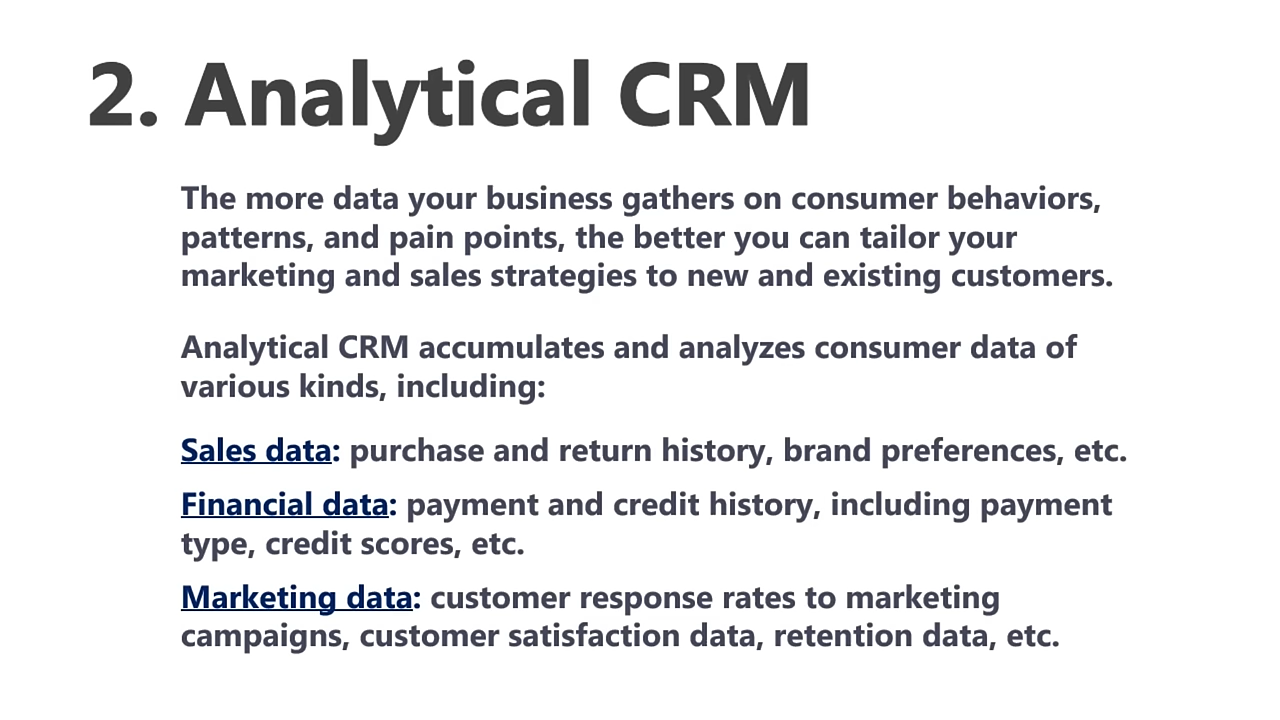 2. Analytical CRM
The more data your business gathers on consumer behaviors,
patterns, and pain points, the better you can tailor your
marketing and sales strategies to new and existing customers.
Analytical CRM accumulates and analyzes consumer data of
various kinds, including:
Sales data: purchase and return history, brand preferences, etc.
Financial data: payment and credit history, including payment
type, credit scores, etc.
Marketing data: customer response rates to marketing
campaigns, customer satisfaction data, retention data, etc.